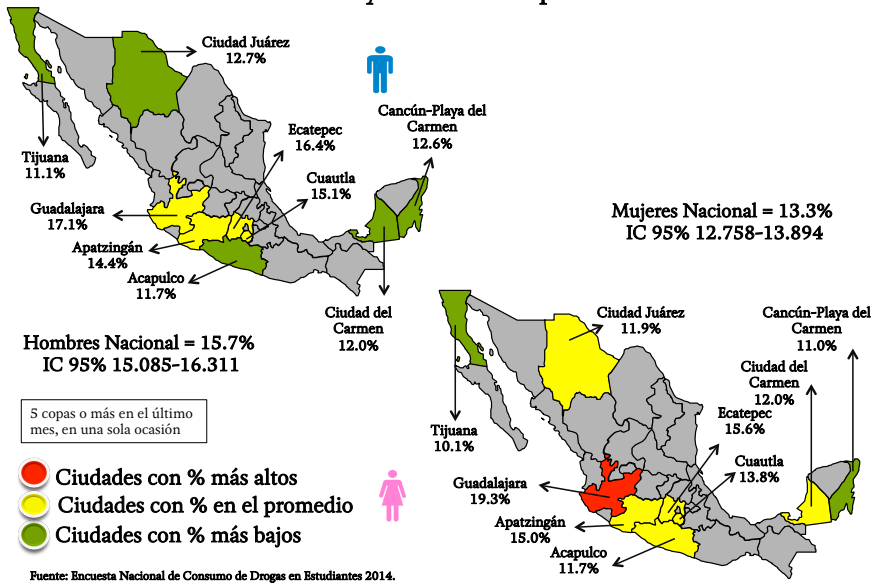 Ciudad Juárez
12.7%
Cancún-Playa del
Carmen
12.6%
Ecatepec
16.4%
Tijuana
11.1%
Cuautla
15.1%
Guadalajara
17.1%
Apatzingán
14.4%
Acapulco
11.7%
Ciudad del
Carmen
12.0%
Hombres Nacional = 15.7%
IC 95% 15.085-16.311
Mujeres Nacional = 13.3%
IC 95% 12.758-13.894
Ciudad Juárez
11.9%
Cancún-Playa del
Carmen
11.0%
Ciudad del
Carmen
12.0%
Ecatepec
15.6%
Tijuana
10.1%
Cuautla
13.8%
Guadalajara
19.3%
Apatzingán
15.0%
Acapulco
11.7%
5 copas o más en el último
mes, en una sola ocasión
Ciudades con % más altos
Ciudades con % en el promedio
Ciudades con % más bajos
Fuente: Encuesta Nacional de Consumo de Drogas en Estudiantes 2014.